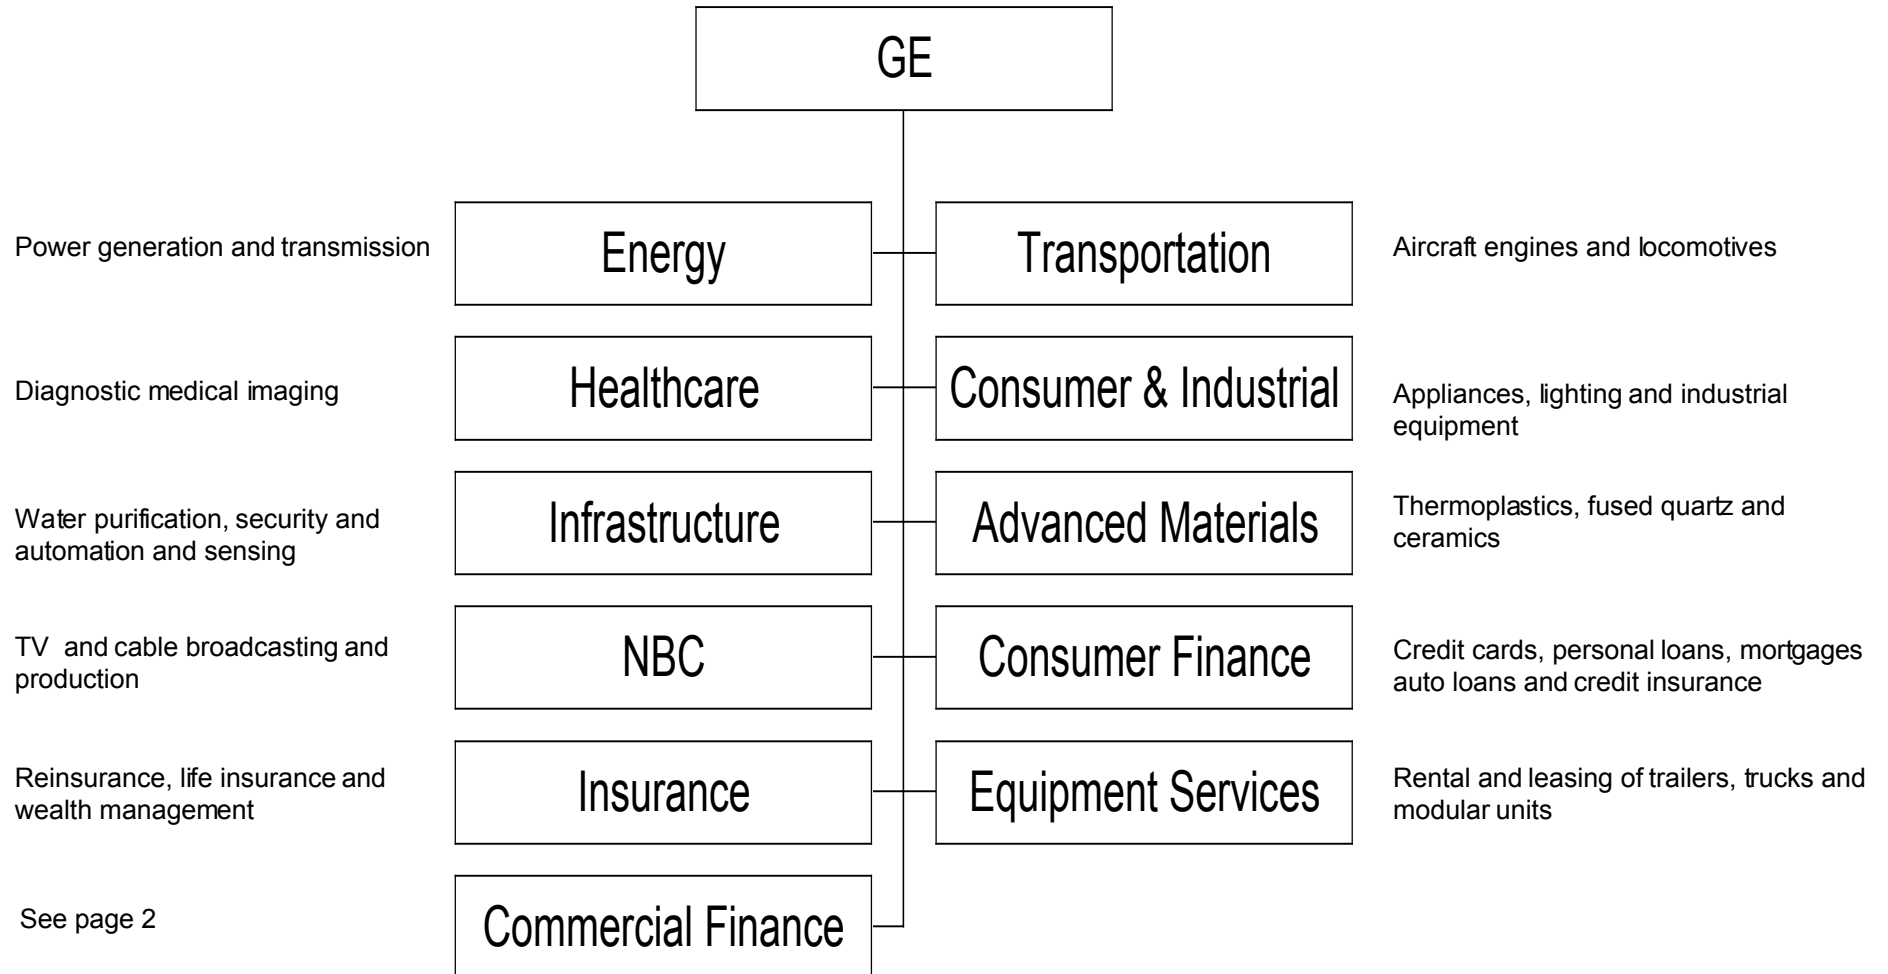 GE
Power generation and transmission
Energy
Transportation
Aircraft engines and locomotives
Diagnostic medical imaging
Healthcare
Consumer & Industrial
Appliances, lighting and industrial
equipment
Water purification, security and
automation and sensing
Infrastructure
Advanced Materials
Thermoplastics, fused quartz and
ceramics
TV  and cable broadcasting and
production
NBC
Consumer Finance
Credit cards, personal loans, mortgages
auto loans and credit insurance
Reinsurance, life insurance and
wealth management
Insurance
Equipment Services
Rental and leasing of trailers, trucks and
modular units
See page 2
Commercial Finance